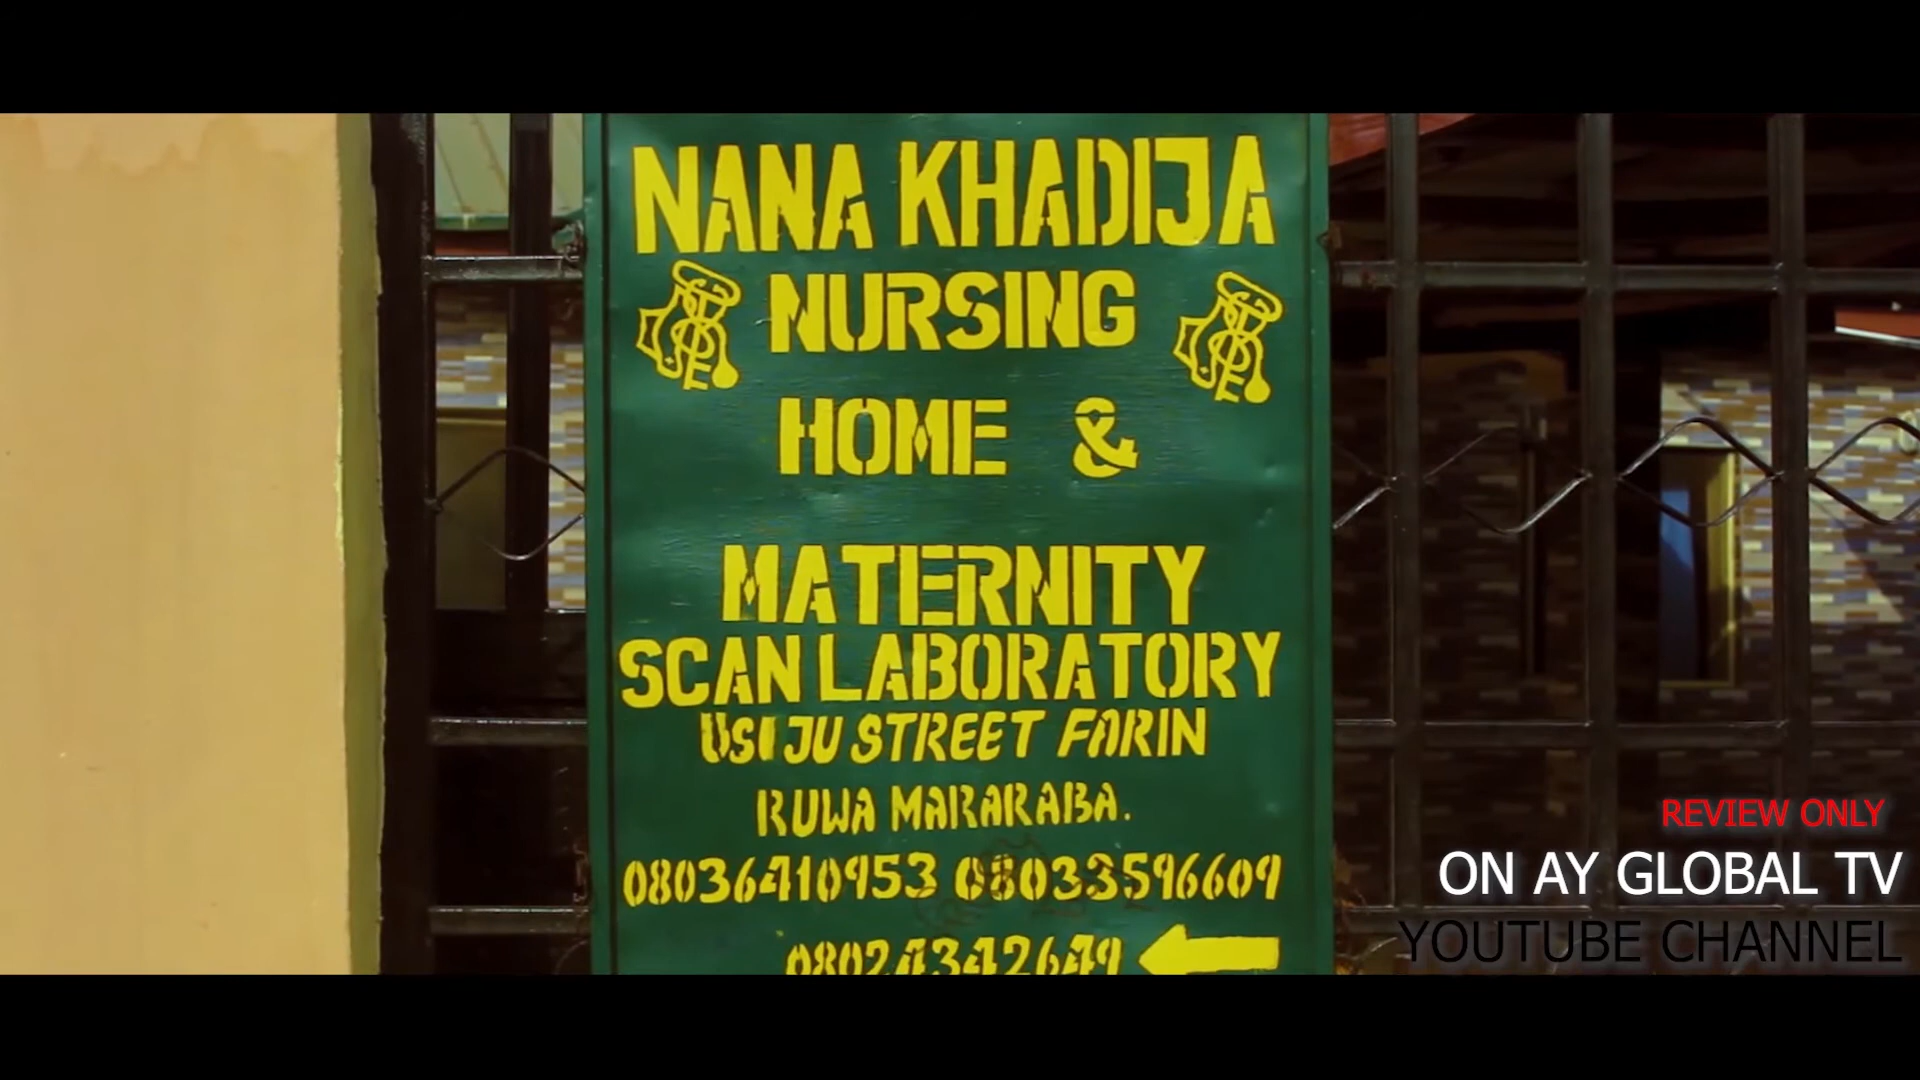 NANA KHADIJA
NURSING
HOME &
MATERNITY
SCAN LABORATORY
USIJU STREET FARIN
RUWA MARARABA.
08036410953 08033596609
08024342649
REVIEW ONLY
ON AY GLOBAL TV
YOUTUBE CHANNEL